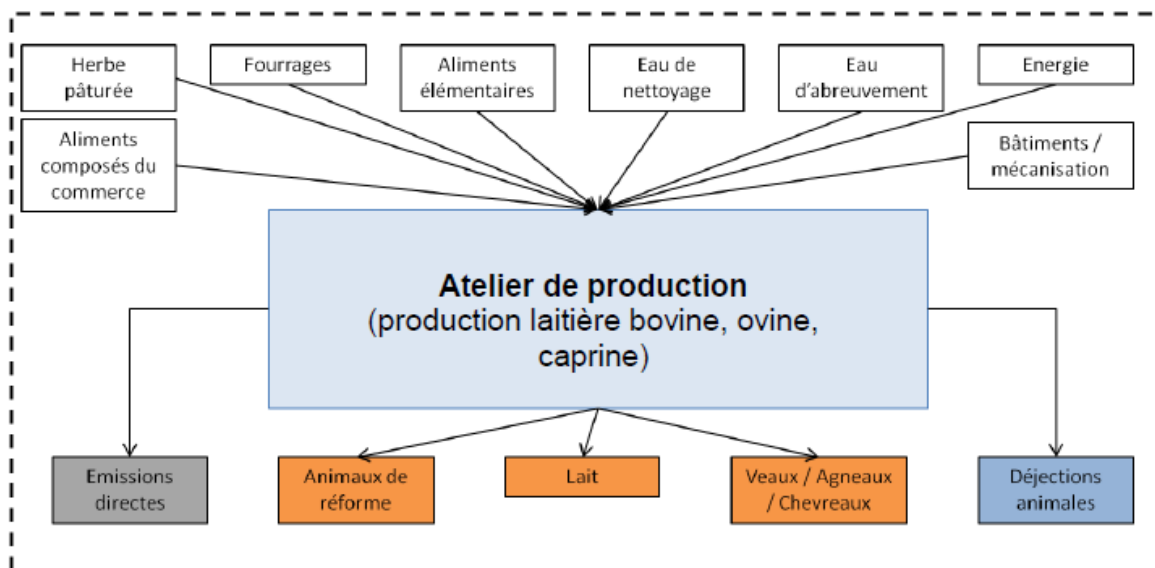 Herbe
pâturée
Fourrages
Aliments
élémentaires
Eau de
nettoyage
Eau
d'abreuvement
Energie
Aliments
composés du
commerce
Bâtiments /
mécanisation
Atelier de production
(production laitière bovine, ovine,
caprine)
Emissions
directes
Animaux de
réforme
Lait
Veaux / Agneaux
/ Chevreaux
Déjections
animales